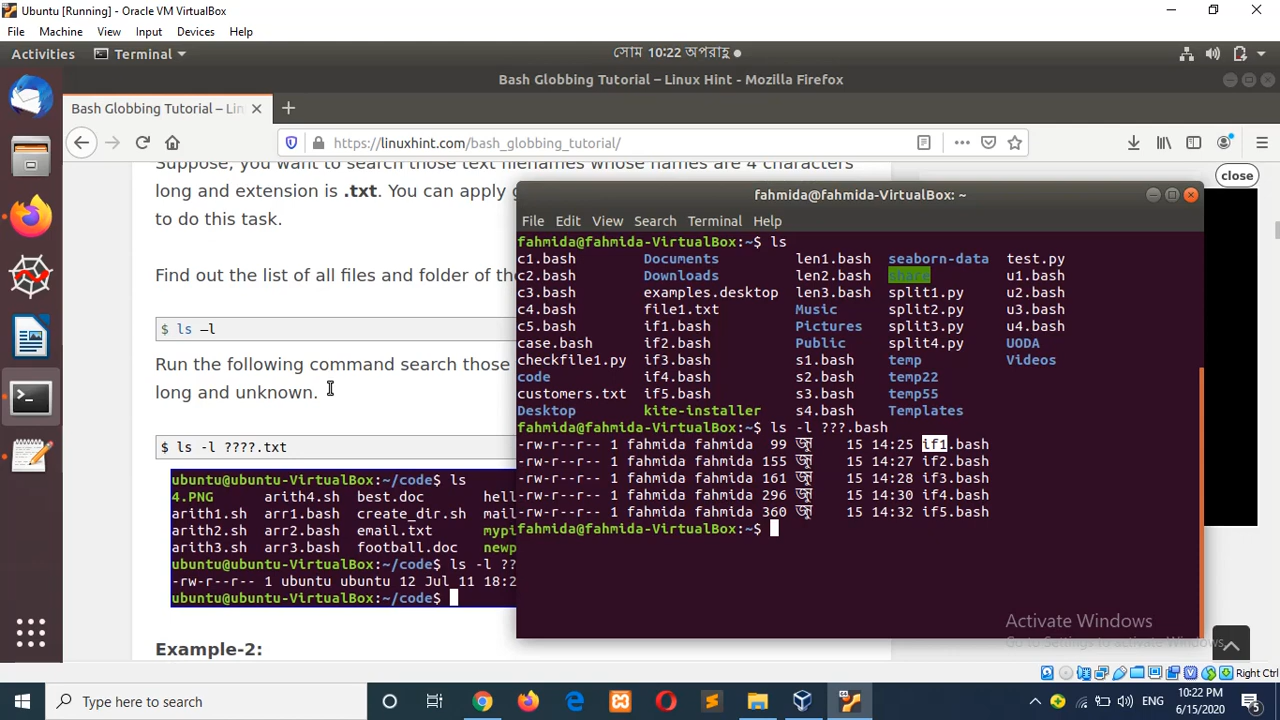 Ubuntu [Running] - Oracle VM VirtualBox
File Machine View Input Devices Help
Activities Terminal সোম 10:22 অপরাহ্ণ
Bash Globbing Tutorial – Linux Hint - Mozilla Firefox
Bash Globbing Tutorial – Lin
https://linuxhint.com/bash_globbing_tutorial/
Suppose, you want to search those text filenames whose names are 4 characters
long and extension is .txt. You can apply g
to do this task.
Find out the list of all files and folder of the
$ ls –l
Run the following command search those
long and unknown.
$ ls -l ????.txt
ubuntu@ubuntu-VirtualBox:~/code$ ls
4.PNG arith4.sh best.doc hell
arith1.sh arr1.bash create_dir.sh mail
arith2.sh arr2.bash email.txt mypi
arith3.sh arr3.bash football.doc newp
ubuntu@ubuntu-VirtualBox:~/code$ ls -l ??
-rw-r--r-- 1 ubuntu ubuntu 12 Jul 11 18:2
ubuntu@ubuntu-VirtualBox:~/code$
Example-2:
close
fahmida@fahmida-VirtualBox: ~
File Edit View Search Terminal Help
fahmida@fahmida-VirtualBox:~$ ls
c1.bash Documents len1.bash seaborn-data test.py
c2.bash Downloads len2.bash share u1.bash
c3.bash examples.desktop len3.bash split1.py u2.bash
c4.bash file1.txt Music split2.py u3.bash
c5.bash if1.bash Pictures split3.py u4.bash
case.bash if2.bash Public split4.py UODA
checkfile1.py if3.bash s1.bash temp Videos
code if4.bash s2.bash temp22
customers.txt if5.bash s3.bash temp55
Desktop kite-installer s4.bash Templates
fahmida@fahmida-VirtualBox:~$ ls -l ???.bash
-rw-r--r-- 1 fahmida fahmida 99 জুন 15 14:25 if1.bash
-rw-r--r-- 1 fahmida fahmida 155 জুন 15 14:27 if2.bash
-rw-r--r-- 1 fahmida fahmida 161 জুন 15 14:28 if3.bash
-rw-r--r-- 1 fahmida fahmida 296 জুন 15 14:30 if4.bash
-rw-r--r-- 1 fahmida fahmida 360 জুন 15 14:32 if5.bash
fahmida@fahmida-VirtualBox:~$
Activate Windows
Go to Settings to activate Windows.
Right Ctrl
Type here to search
ENG
10:22 PM
6/15/2020
5